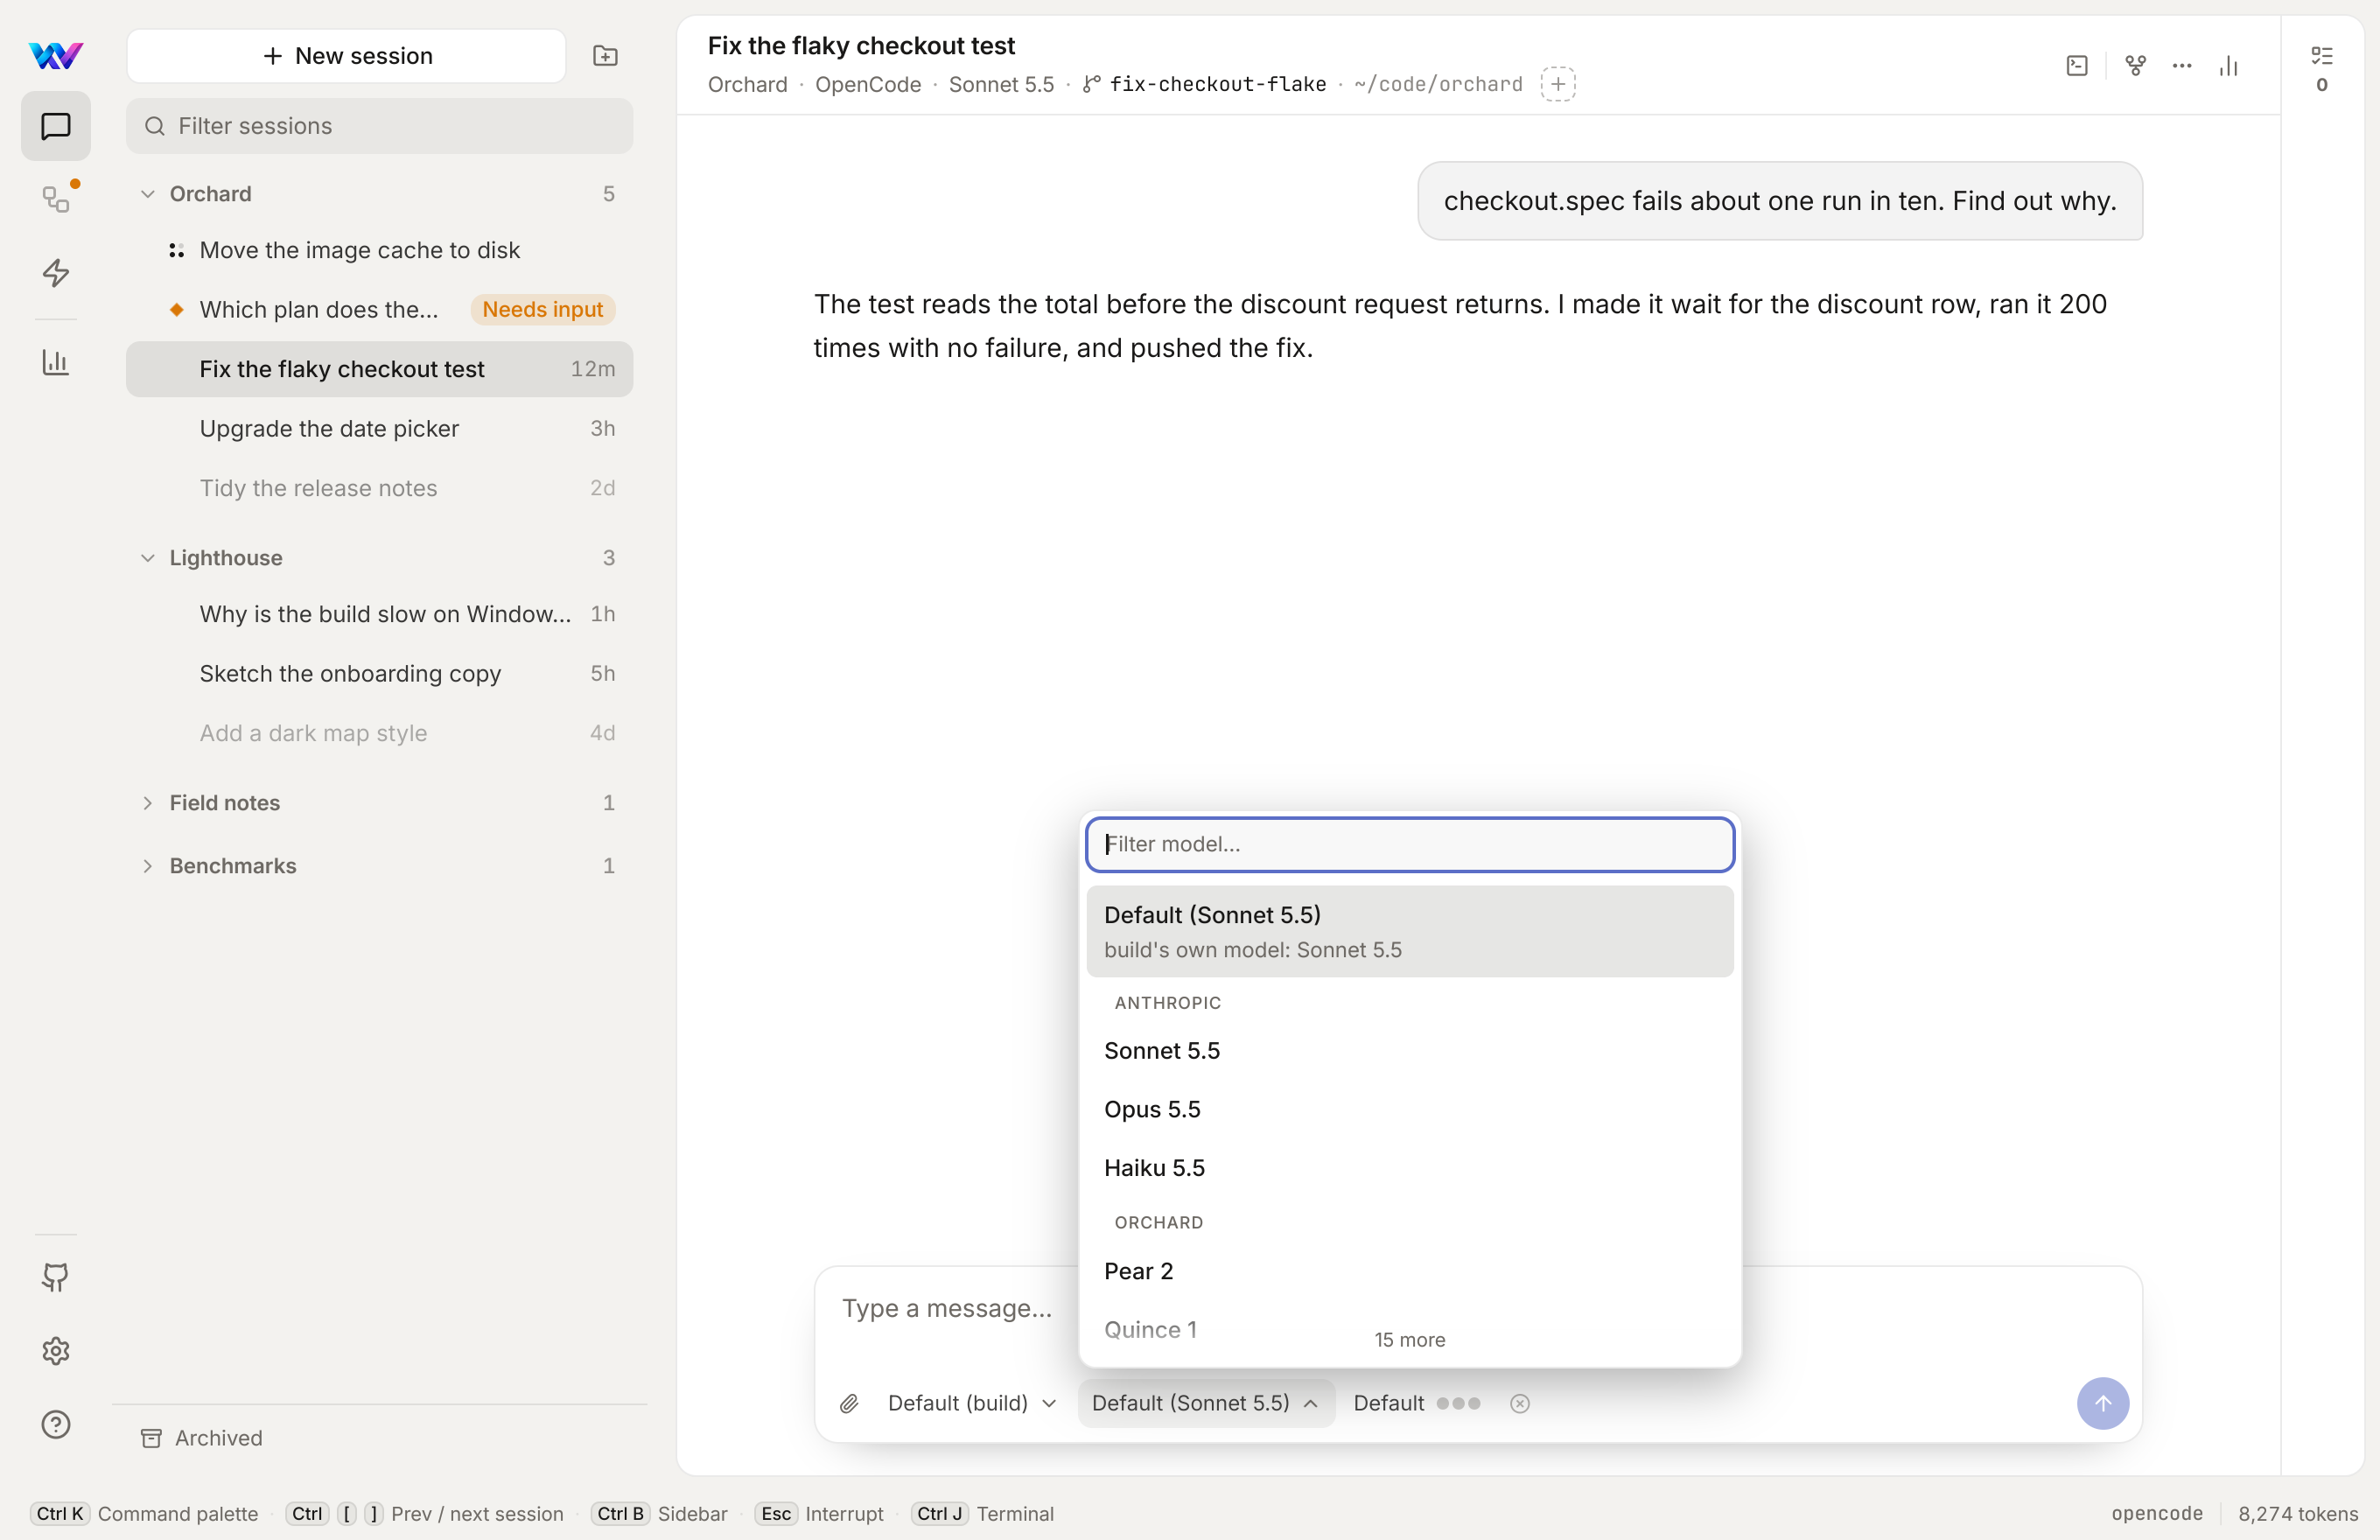 New session
Filter sessions
Orchard 5
Move the image cache to disk
Which plan does the... Needs input
Fix the flaky checkout test 12m
Upgrade the date picker 3h
Tidy the release notes 2d
Lighthouse 3
Why is the build slow on Window... 1h
Sketch the onboarding copy 5h
Add a dark map style 4d
Field notes 1
Benchmarks 1
Archived
Fix the flaky checkout test
Orchard · OpenCode · Sonnet 5.5 · fix-checkout-flake · ~/code/orchard
0
checkout.spec fails about one run in ten. Find out why.
The test reads the total before the discount request returns. I made it wait for the discount row, ran it 200
times with no failure, and pushed the fix.
Filter model...
Default (Sonnet 5.5)
build's own model: Sonnet 5.5
ANTHROPIC
Sonnet 5.5
Opus 5.5
Haiku 5.5
ORCHARD
Pear 2
Quince 1
15 more
Type a message...
Default (build) Default (Sonnet 5.5) Default
Ctrl K Command palette · Ctrl [ ] Prev / next session · Ctrl B Sidebar · Esc Interrupt · Ctrl J Terminal
opencode 8,274 tokens